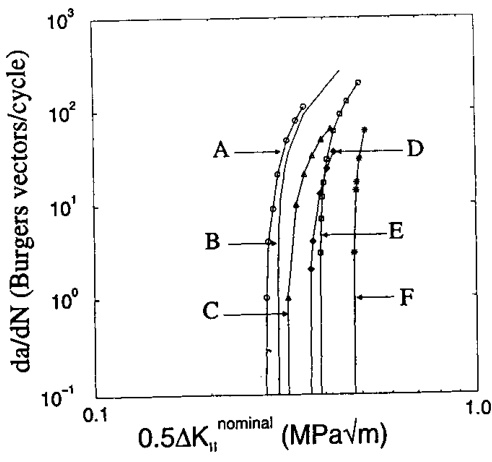 da/dN (Burgers vectors/cycle)
10³
10²
10¹
10⁰
10⁻¹
A
B
C
D
E
F
0.1
1.0
0.5ΔK_II^nominal (MPa√m)